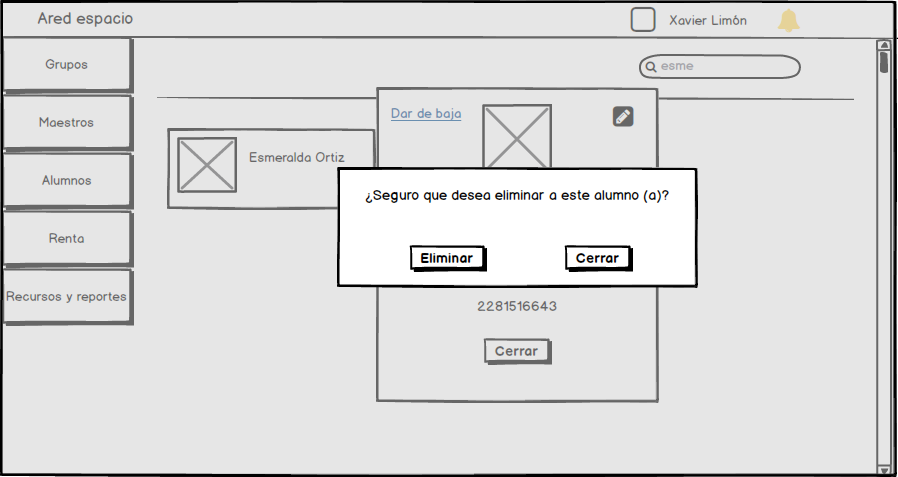 Ared espacio
Xavier Limón
Grupos
esme
Maestros
Dar de baja
Esmeralda Ortiz
Alumnos
¿Seguro que desea eliminar a este alumno (a)?
Renta
Eliminar
Cerrar
Recursos y reportes
2281516643
Cerrar